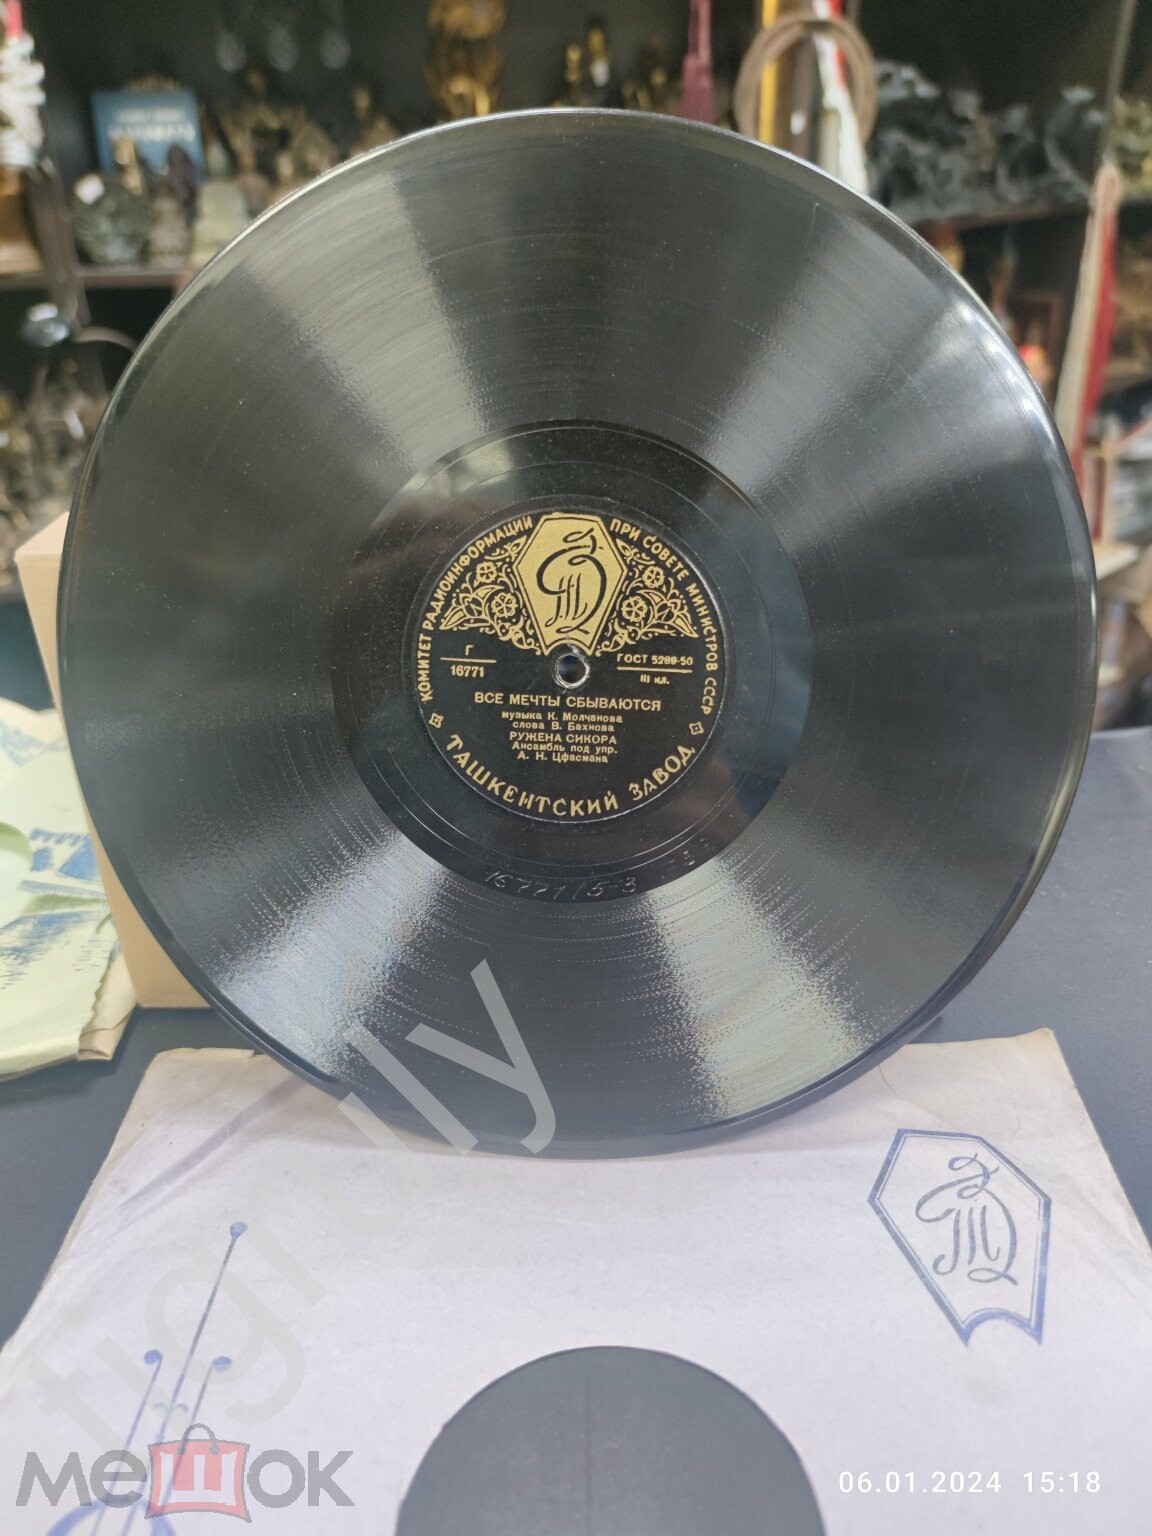 КОМИТЕТ РАДИОИНФОРМАЦИИ ПРИ СОВЕТЕ МИНИСТРОВ СССР
Г
16771
ГОСТ 5289-50
III кл.
ВСЕ МЕЧТЫ СБЫВАЮТСЯ
музыка К. Молчанова
слова В. Бахнова
РУЖЕНА СИКОРА
Ансамбль под упр.
А. Н. Цфасмана
ТАШКЕНТСКИЙ ЗАВОД
16771/5-3
мешок
06.01.2024 15:18